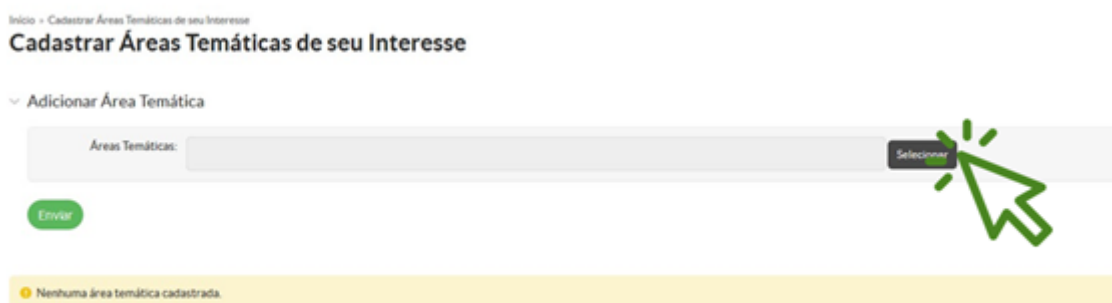 Início » Cadastrar Áreas Temáticas de seu Interesse
Cadastrar Áreas Temáticas de seu Interesse
Adicionar Área Temática
Áreas Temáticas:
Selecionar
Enviar
Nenhuma área temática cadastrada.